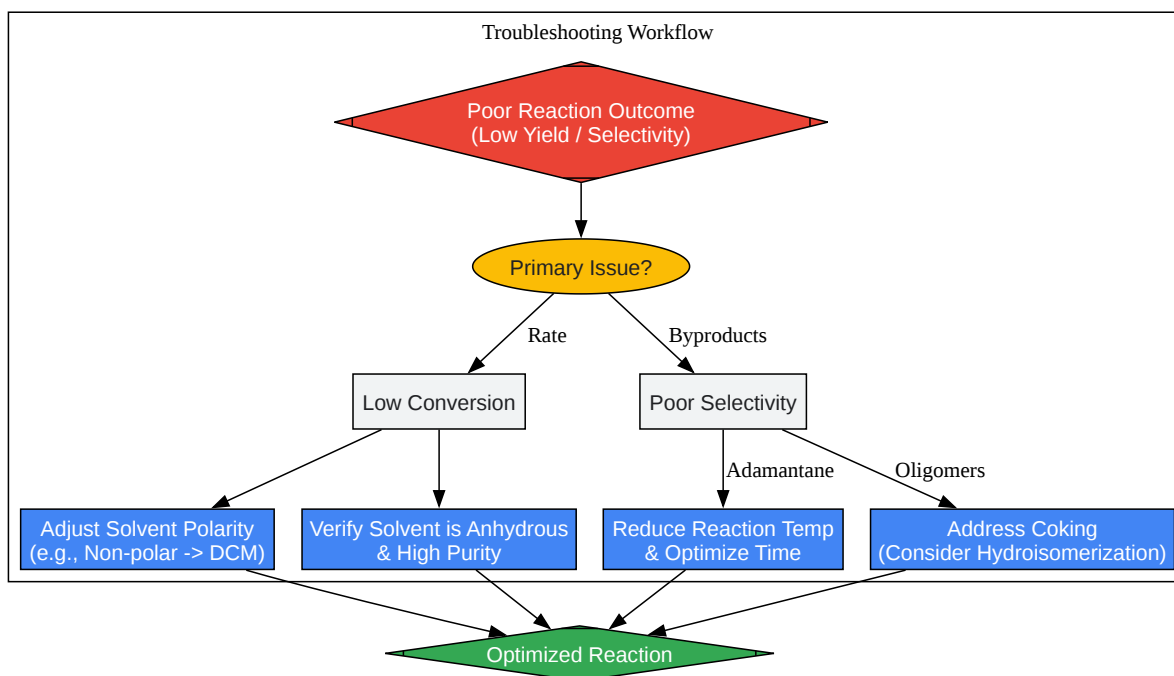 Troubleshooting Workflow
Poor Reaction Outcome
(Low Yield / Selectivity)
Primary Issue?
Rate
Byproducts
Low Conversion
Poor Selectivity
Adamantane
Oligomers
Adjust Solvent Polarity
(e.g., Non-polar -> DCM)
Verify Solvent is Anhydrous
& High Purity
Reduce Reaction Temp
& Optimize Time
Address Coking
(Consider Hydroisomerization)
Optimized Reaction